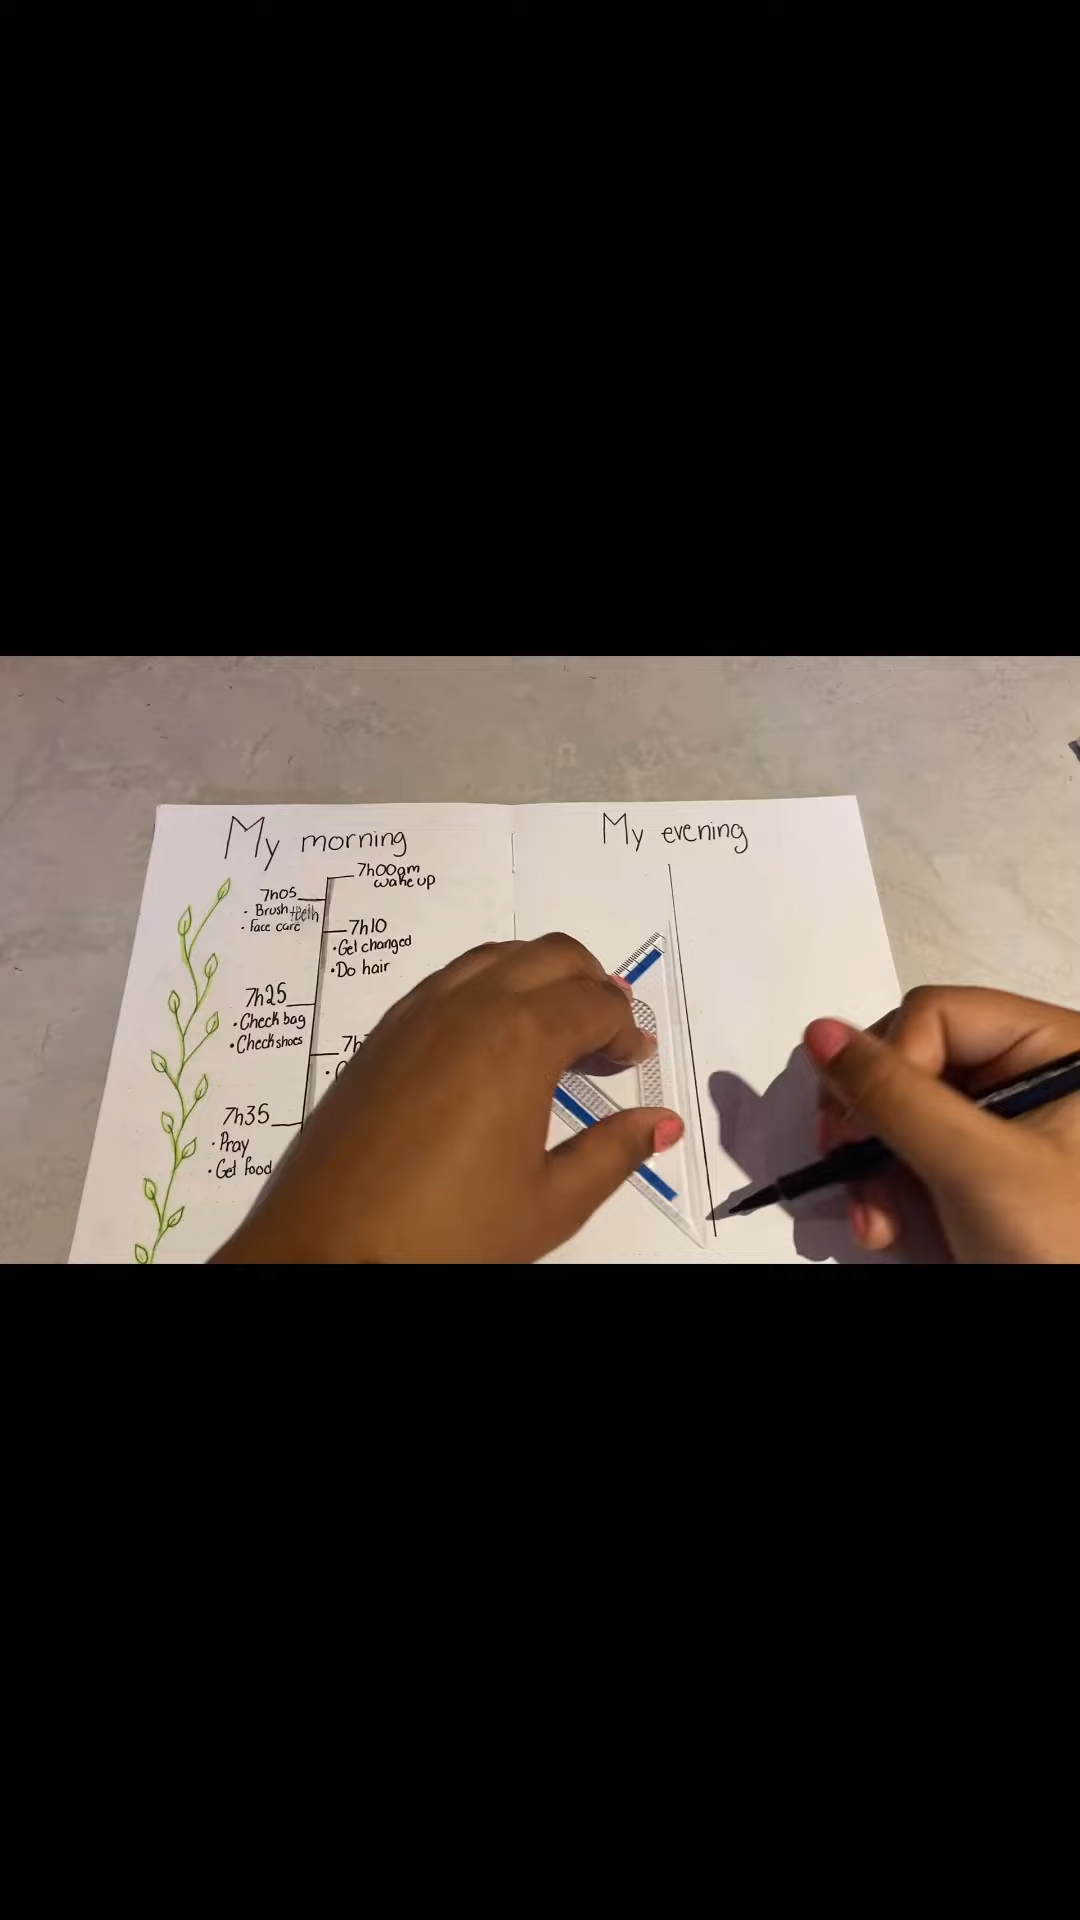 My morning
7h00am
wake up
7h05
· Brush teeth
· Face care
7h10
· Get changed
· Do hair
7h25
· Check bag
· Check shoes
7h35
· Pray
· Get food
My evening